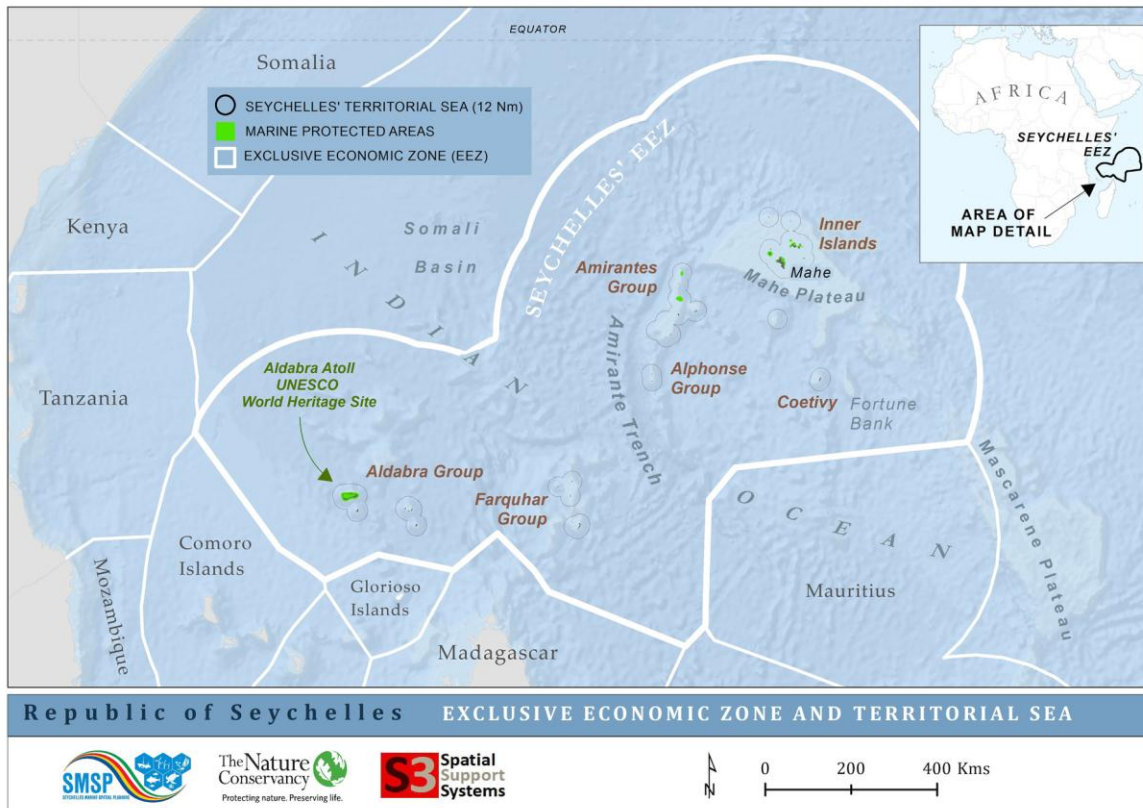 EQUATOR
Somalia
SEYCHELLES' TERRITORIAL SEA (12 Nm)
MARINE PROTECTED AREAS
EXCLUSIVE ECONOMIC ZONE (EEZ)
AFRICA
SEYCHELLES'
EEZ
AREA OF
MAP DETAIL
Kenya
Somali
Basin
INDIAN
SEYCHELLES' EEZ
Inner
Islands
Mahe
Mahe Plateau
Amirantes
Group
Amirante Trench
Alphonse
Group
Coetivy
Fortune
Bank
Tanzania
Aldabra Atoll
UNESCO
World Heritage Site
Aldabra Group
Farquhar
Group
OCEAN
Mascarene Plateau
Comoro
Islands
Mozambique
Glorioso
Islands
Madagascar
Mauritius
Republic of Seychelles EXCLUSIVE ECONOMIC ZONE AND TERRITORIAL SEA
SMSP
SEYCHELLES MARINE SPATIAL PLANNING
The Nature
Conservancy
Protecting nature. Preserving life.
S3 Spatial
Support
Systems
N
0 200 400 Kms